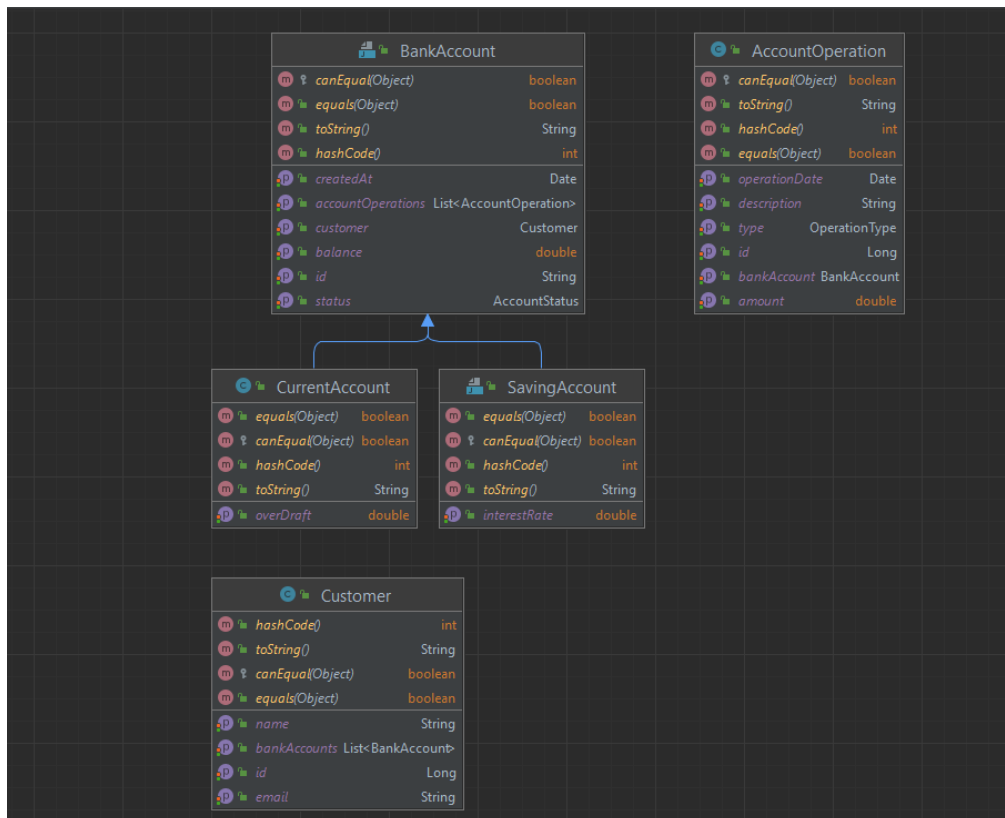 BankAccount
canEqual(Object) boolean
equals(Object) boolean
toString() String
hashCode() int
createdAt Date
accountOperations List<AccountOperation>
customer Customer
balance double
id String
status AccountStatus
AccountOperation
canEqual(Object) boolean
toString() String
hashCode() int
equals(Object) boolean
operationDate Date
description String
type OperationType
id Long
bankAccount BankAccount
amount double
CurrentAccount
equals(Object) boolean
canEqual(Object) boolean
hashCode() int
toString() String
overDraft double
SavingAccount
equals(Object) boolean
canEqual(Object) boolean
hashCode() int
toString() String
interestRate double
Customer
hashCode() int
toString() String
canEqual(Object) boolean
equals(Object) boolean
name String
bankAccounts List<BankAccount>
id Long
email String